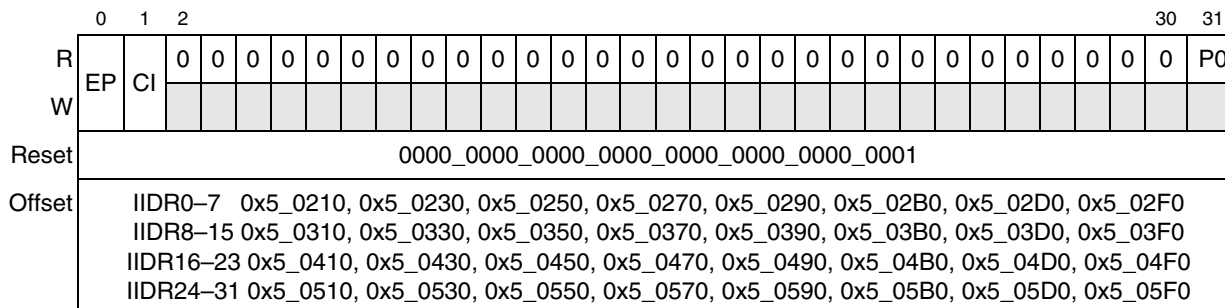 0 1 2 30 31
R EP CI 0 0 0 0 0 0 0 0 0 0 0 0 0 0 0 0 0 0 0 0 0 0 0 0 0 0 0 0 0 P0
W
Reset 0000_0000_0000_0000_0000_0000_0000_0001
Offset IIDR0–7 0x5_0210, 0x5_0230, 0x5_0250, 0x5_0270, 0x5_0290, 0x5_02B0, 0x5_02D0, 0x5_02F0
IIDR8–15 0x5_0310, 0x5_0330, 0x5_0350, 0x5_0370, 0x5_0390, 0x5_03B0, 0x5_03D0, 0x5_03F0
IIDR16–23 0x5_0410, 0x5_0430, 0x5_0450, 0x5_0470, 0x5_0490, 0x5_04B0, 0x5_04D0, 0x5_04F0
IIDR24–31 0x5_0510, 0x5_0530, 0x5_0550, 0x5_0570, 0x5_0590, 0x5_05B0, 0x5_05D0, 0x5_05F0